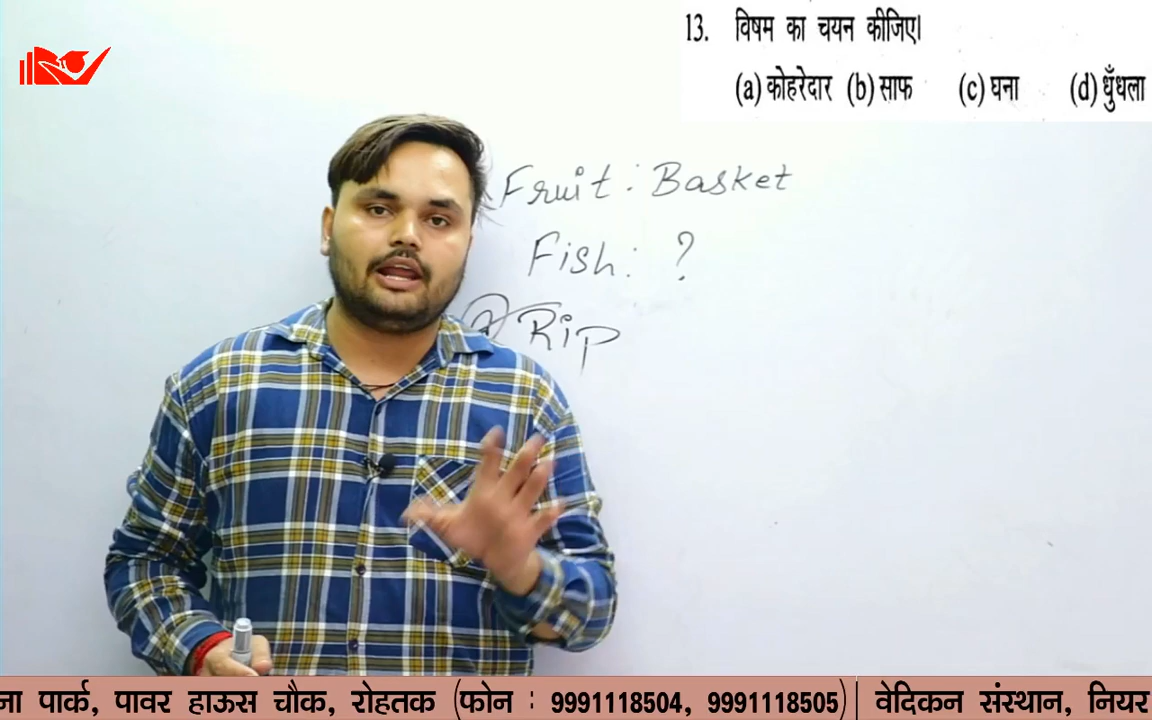 13. विषम का चयन कीजिए।
(a) कोहरेदार (b) साफ (c) घना (d) धुँधला
Fruit : Basket
Fish : ?
Rip
ना पार्क, पावर हाऊस चौक, रोहतक (फोन : 9991118504, 9991118505) | वेदिकन संस्थान, नियर